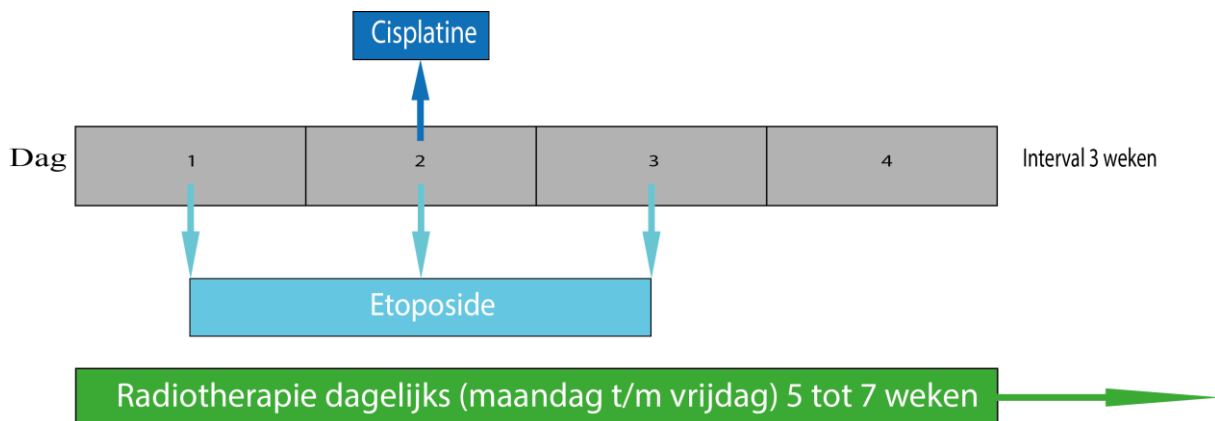 Cisplatine
Dag 1 2 3 4 Interval 3 weken
Etoposide
Radiotherapie dagelijks (maandag t/m vrijdag) 5 tot 7 weken